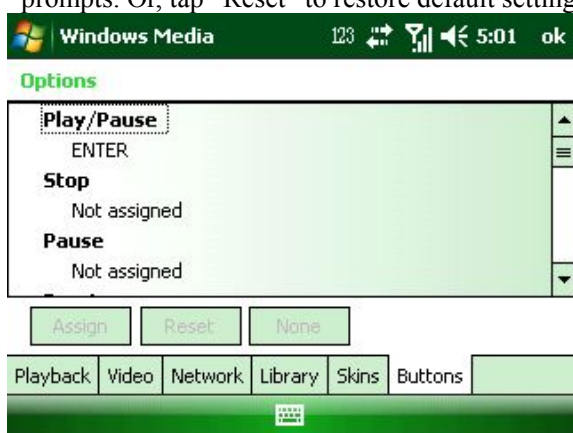 prompts. Or, tap "Reset" to restore default setting
Windows Media 123 5:01 ok
Options
Play/Pause
ENTER
Stop
Not assigned
Pause
Not assigned
Assign Reset None
Playback Video Network Library Skins Buttons